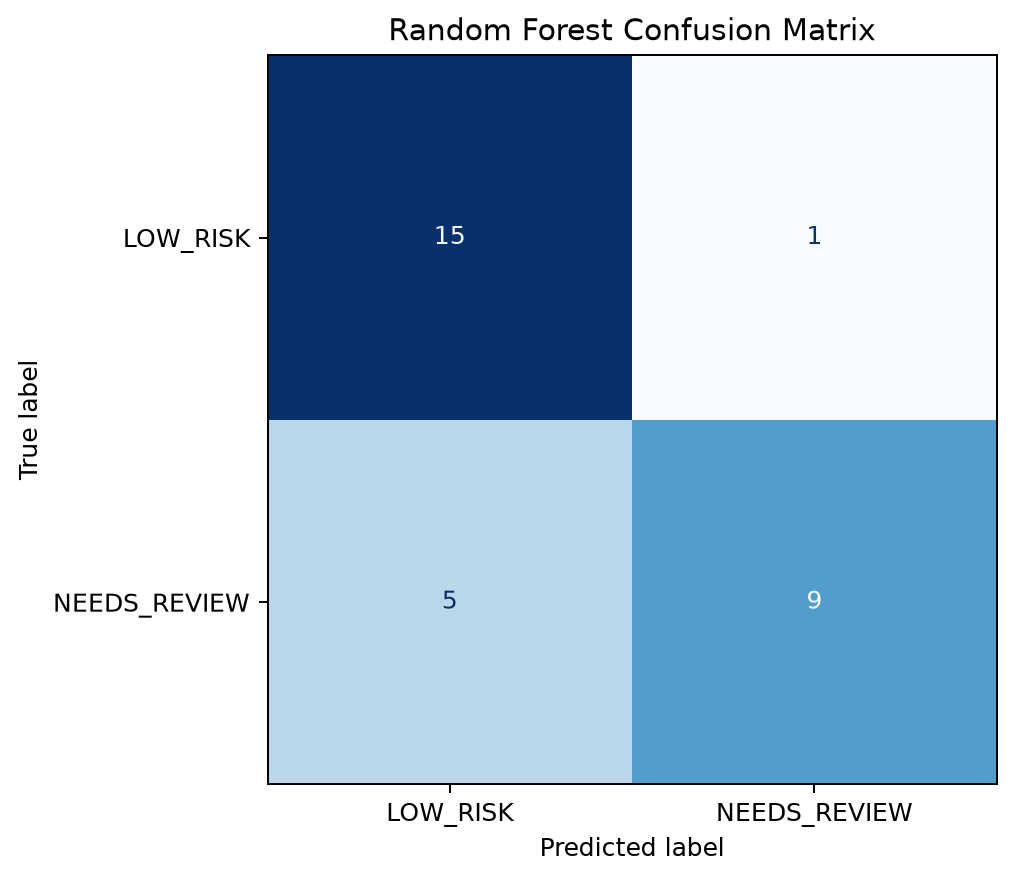 Random Forest Confusion Matrix
True label
LOW_RISK
15
1
NEEDS_REVIEW
5
9
LOW_RISK
NEEDS_REVIEW
Predicted label